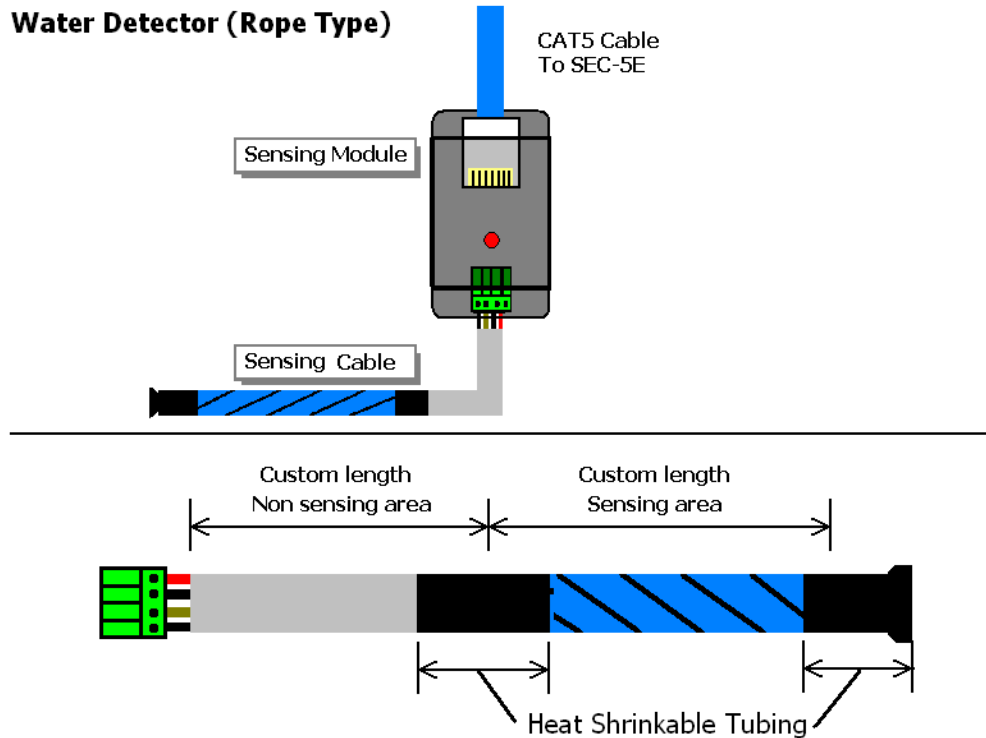 Water Detector (Rope Type)
CAT5 Cable
To SEC-5E
Sensing Module
Sensing Cable
Custom length
Non sensing area
Custom length
Sensing area
Heat Shrinkable Tubing